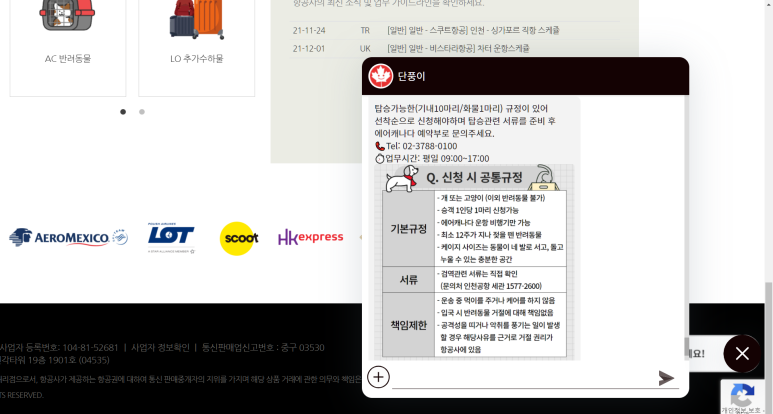 항공사의 최신 소식 및 업무 가이드라인을 확인하세요.
21-11-24 TR [일반] 일반 - 스쿠트항공] 인천 - 싱가포르 직항 스케쥴
21-12-01 UK [일반] 일반 - 비스타라항공] 차터 운항스케쥴
AC 반려동물
LO 추가수하물
단풍이
탑승가능한(기내10마리/화물1마리) 규정이 있어
선착순으로 신청해야하며 탑승관련 서류를 준비 후
에어캐나다 예약부로 문의주세요.
Tel: 02-3788-0100
업무시간: 평일 09:00~17:00
Q. 신청 시 공통규정
기본규정
- 개 또는 고양이 (이외 반려동물 불가)
- 승객 1인당 1마리 신청가능
- 에어캐나다 운항 비행기만 가능
- 최소 12주가 지나 젖을 뗀 반려동물
- 케이지 사이즈는 동물이 네 발로 서고, 돌고
누울 수 있는 충분한 공간
서류
- 검역관련 서류는 직접 확인
(문의처 인천공항 세관 1577-2600)
책임제한
- 운송 중 먹이를 주거나 케어를 하지 않음
- 입국 시 반려동물 거절에 대해 책임없음
- 공격성을 띠거나 악취를 풍기는 일이 발생
할 경우 해당사유를 근거로 거절 권리가
항공사에 있음
AEROMEXICO
LOT
scoot
HK express
사업자 등록번호: 104-81-52681 | 사업자 정보확인 | 통신판매업신고번호 : 중구 03530
타워 19층 1901호 (04535)
대리점으로서, 항공사가 제공하는 항공권에 대하여 통신 판매중개자의 지위를 가지며 해당 상품 거래에 관한 의무와 책임은
TS RESERVED.
요!
개인정보 보호